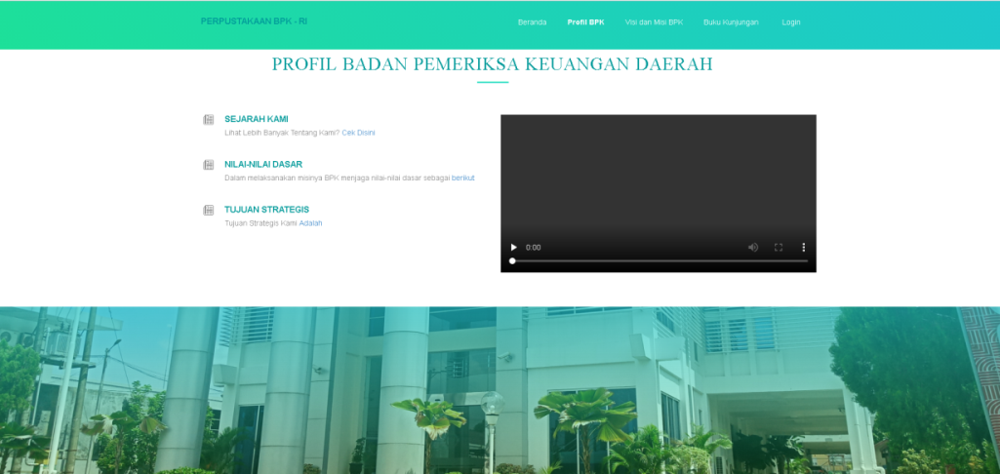 PERPUSTAKAAN BPK - RI
Beranda Profil BPK Visi dan Misi BPK Buku Kunjungan Login
PROFIL BADAN PEMERIKSA KEUANGAN DAERAH
SEJARAH KAMI
Lihat Lebih Banyak Tentang Kami? Cek Disini
NILAI-NILAI DASAR
Dalam melaksanakan misinya BPK menjaga nilai-nilai dasar sebagai berikut
TUJUAN STRATEGIS
Tujuan Strategis Kami Adalah
0:00